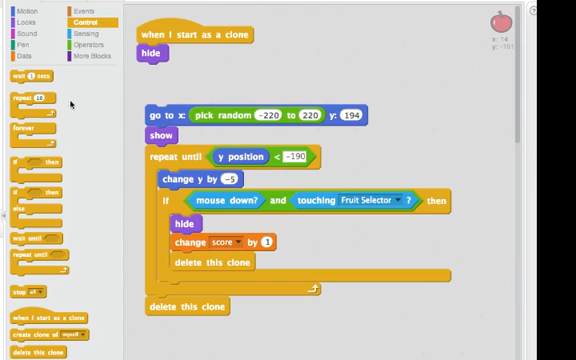 Motion Events
Looks Control
Sound Sensing
Pen Operators
Data More Blocks
wait 1 secs
repeat 10
forever
if then
if then
else
wait until
repeat until
stop all
when I start as a clone
create clone of myself
delete this clone
when I start as a clone
hide
go to x: pick random -220 to 220 y: 194
show
repeat until y position < -190
change y by -5
if mouse down? and touching Fruit Selector ? then
hide
change score by 1
delete this clone
delete this clone
x: 14
y: -151
?